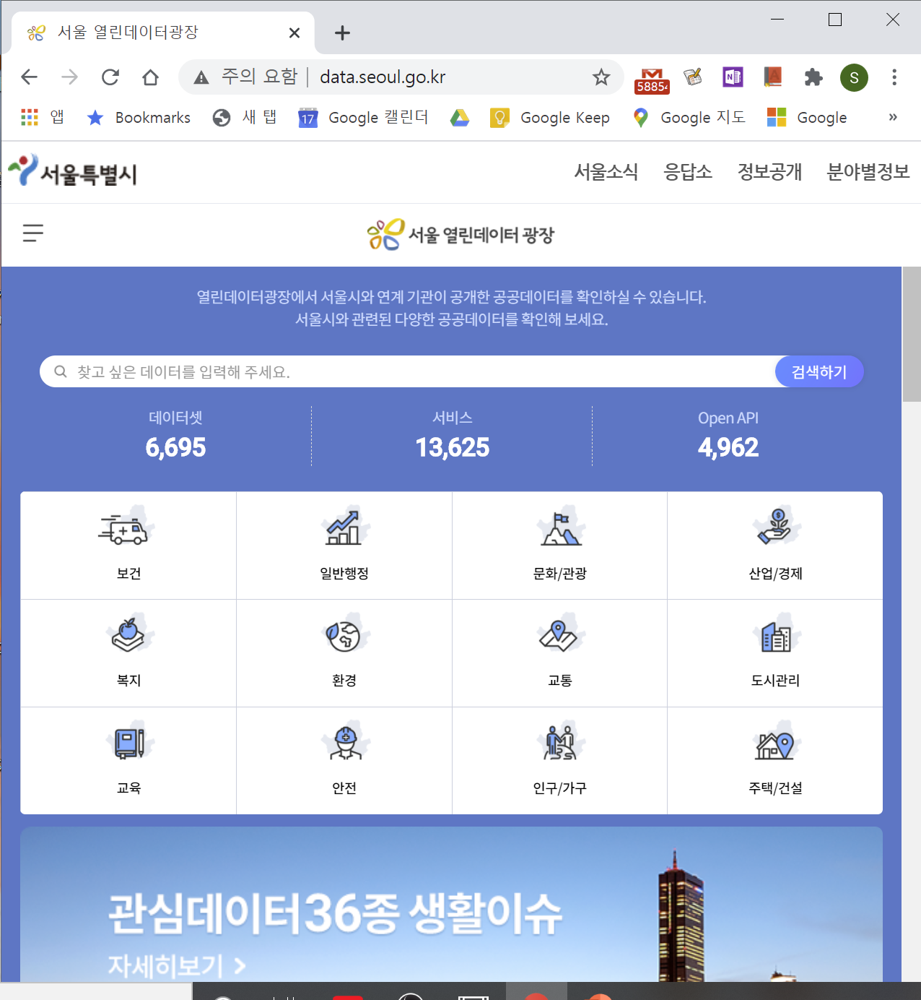 서울 열린데이터광장
주의 요함 | data.seoul.go.kr
5885
S
앱 Bookmarks 새 탭 17 Google 캘린더 Google Keep Google 지도 Google »
서울특별시 서울소식 응답소 정보공개 분야별정보
서울 열린데이터 광장
열린데이터광장에서 서울시와 연계 기관이 공개한 공공데이터를 확인하실 수 있습니다.
서울시와 관련된 다양한 공공데이터를 확인해 보세요.
찾고 싶은 데이터를 입력해 주세요. 검색하기
데이터셋 서비스 Open API
6,695 13,625 4,962
보건 일반행정 문화/관광 산업/경제
복지 환경 교통 도시관리
교육 안전 인구/가구 주택/건설
관심데이터36종 생활이슈
자세히보기 >